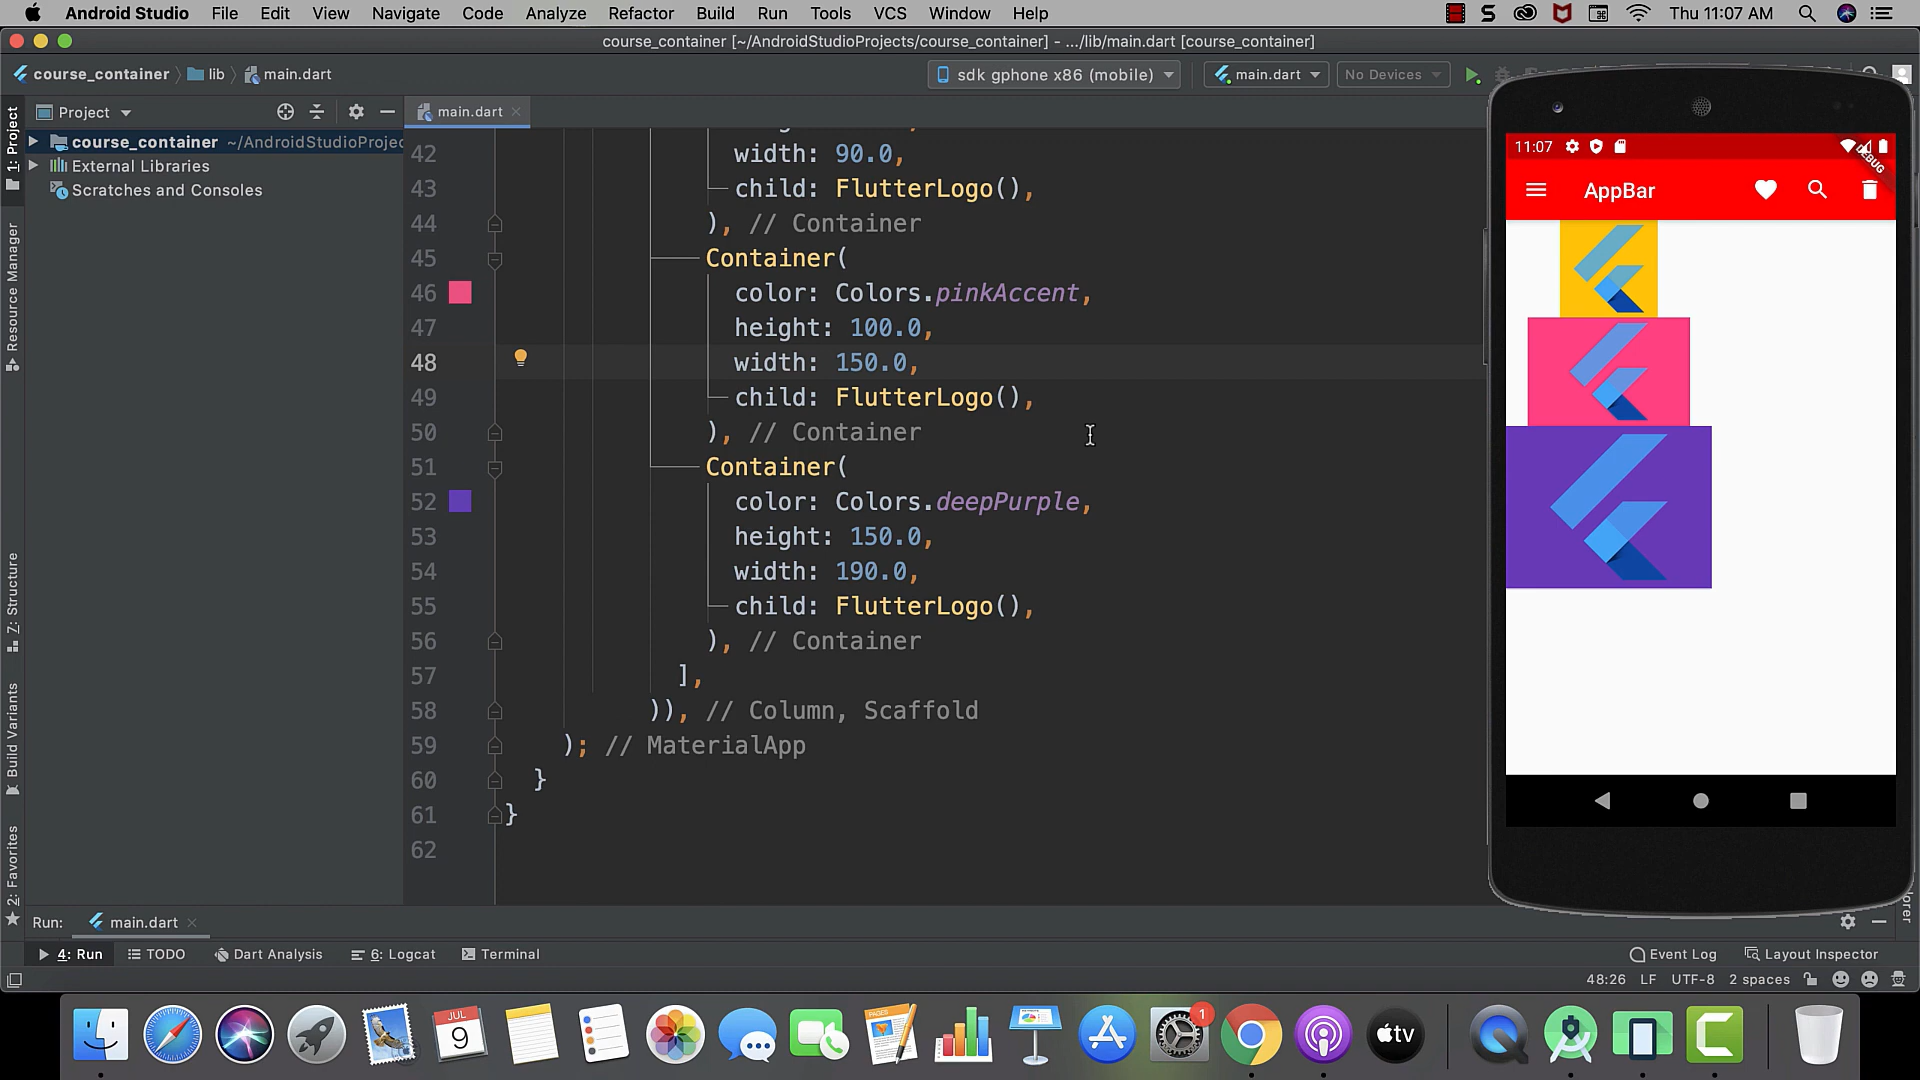 Android Studio File Edit View Navigate Code Analyze Refactor Build Run Tools VCS Window Help Thu 11:07 AM
course_container [~/AndroidStudioProjects/course_container] - .../lib/main.dart [course_container]
course_container lib main.dart sdk gphone x86 (mobile) main.dart No Devices
Project main.dart
course_container ~/AndroidStudioProjec
External Libraries
Scratches and Consoles
1: Project
Resource Manager
Z: Structure
Build Variants
2: Favorites
42 width: 90.0,
43 child: FlutterLogo(),
44 ), // Container
45 Container(
46 color: Colors.pinkAccent,
47 height: 100.0,
48 width: 150.0,
49 child: FlutterLogo(),
50 ), // Container
51 Container(
52 color: Colors.deepPurple,
53 height: 150.0,
54 width: 190.0,
55 child: FlutterLogo(),
56 ), // Container
57 ],
58 )), // Column, Scaffold
59 ); // MaterialApp
60 }
61 }
62
11:07
DEBUG
AppBar
Run: main.dart
4: Run TODO Dart Analysis 6: Logcat Terminal Event Log Layout Inspector
48:26 LF UTF-8 2 spaces
JUL
9
PAGES
1
tv